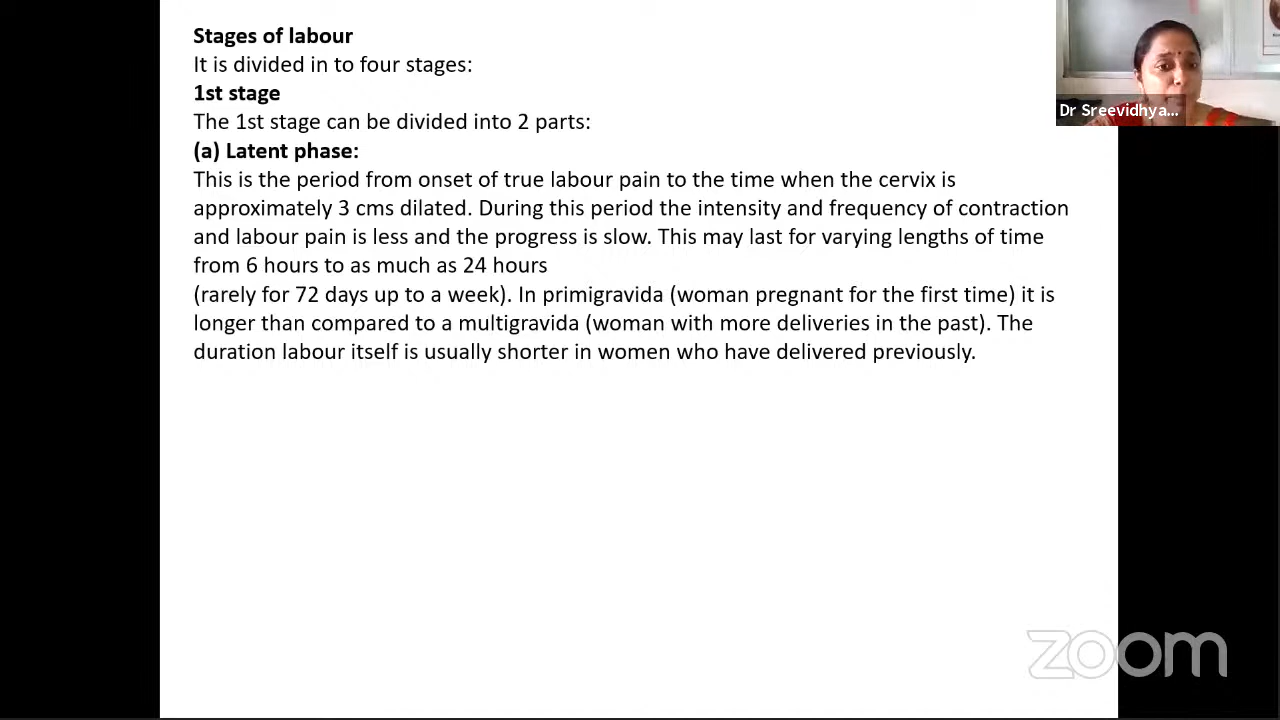 Stages of labour
It is divided in to four stages:
1st stage
The 1st stage can be divided into 2 parts:
(a) Latent phase:
This is the period from onset of true labour pain to the time when the cervix is
approximately 3 cms dilated. During this period the intensity and frequency of contraction
and labour pain is less and the progress is slow. This may last for varying lengths of time
from 6 hours to as much as 24 hours
(rarely for 72 days up to a week). In primigravida (woman pregnant for the first time) it is
longer than compared to a multigravida (woman with more deliveries in the past). The
duration labour itself is usually shorter in women who have delivered previously.
Dr Sreevidhya...
zoom